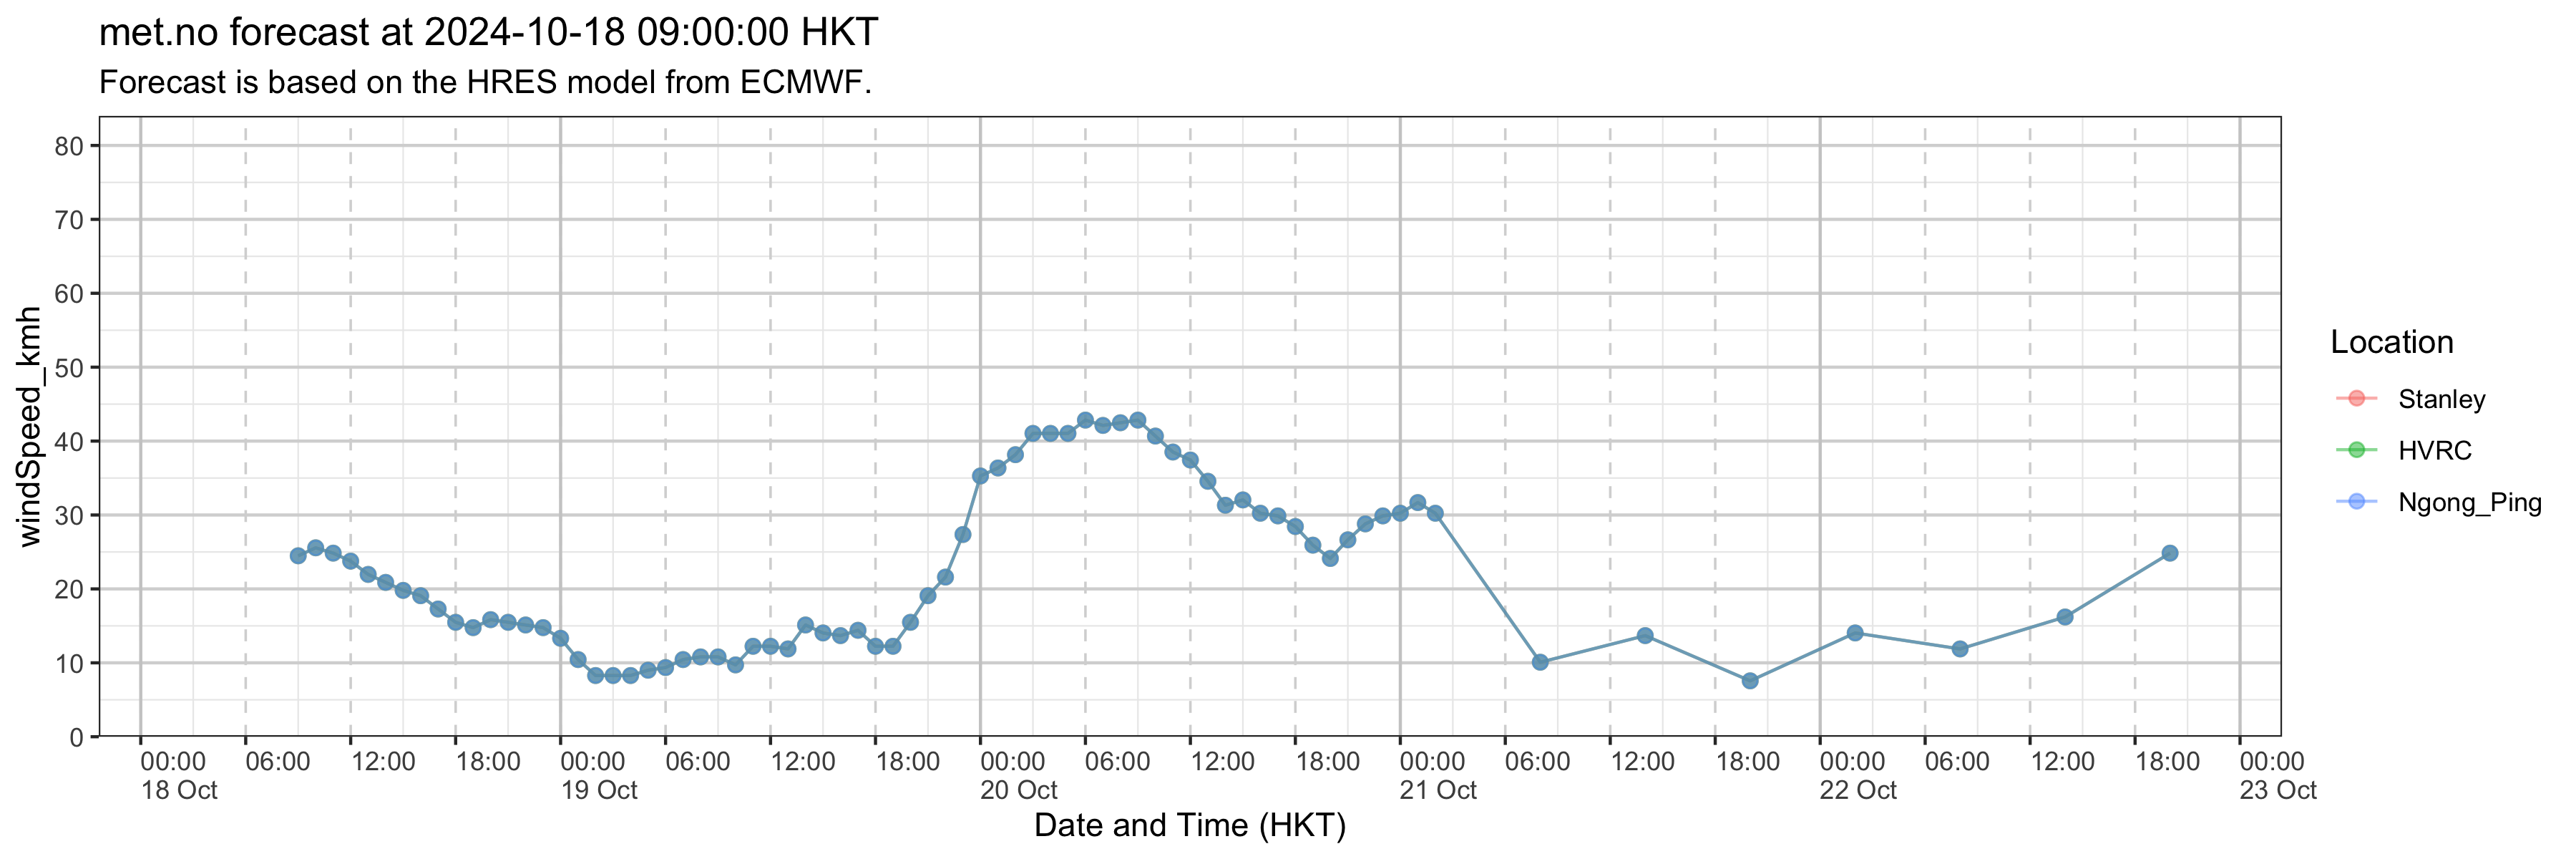 met.no forecast at 2024-10-18 09:00:00 HKT
Forecast is based on the HRES model from ECMWF.
windSpeed_kmh
80
70
60
50
40
30
20
10
0
00:00 06:00 12:00 18:00 00:00 06:00 12:00 18:00 00:00 06:00 12:00 18:00 00:00 06:00 12:00 18:00 00:00 06:00 12:00 18:00 00:00
18 Oct 19 Oct 20 Oct 21 Oct 22 Oct 23 Oct
Date and Time (HKT)
Location
Stanley
HVRC
Ngong_Ping